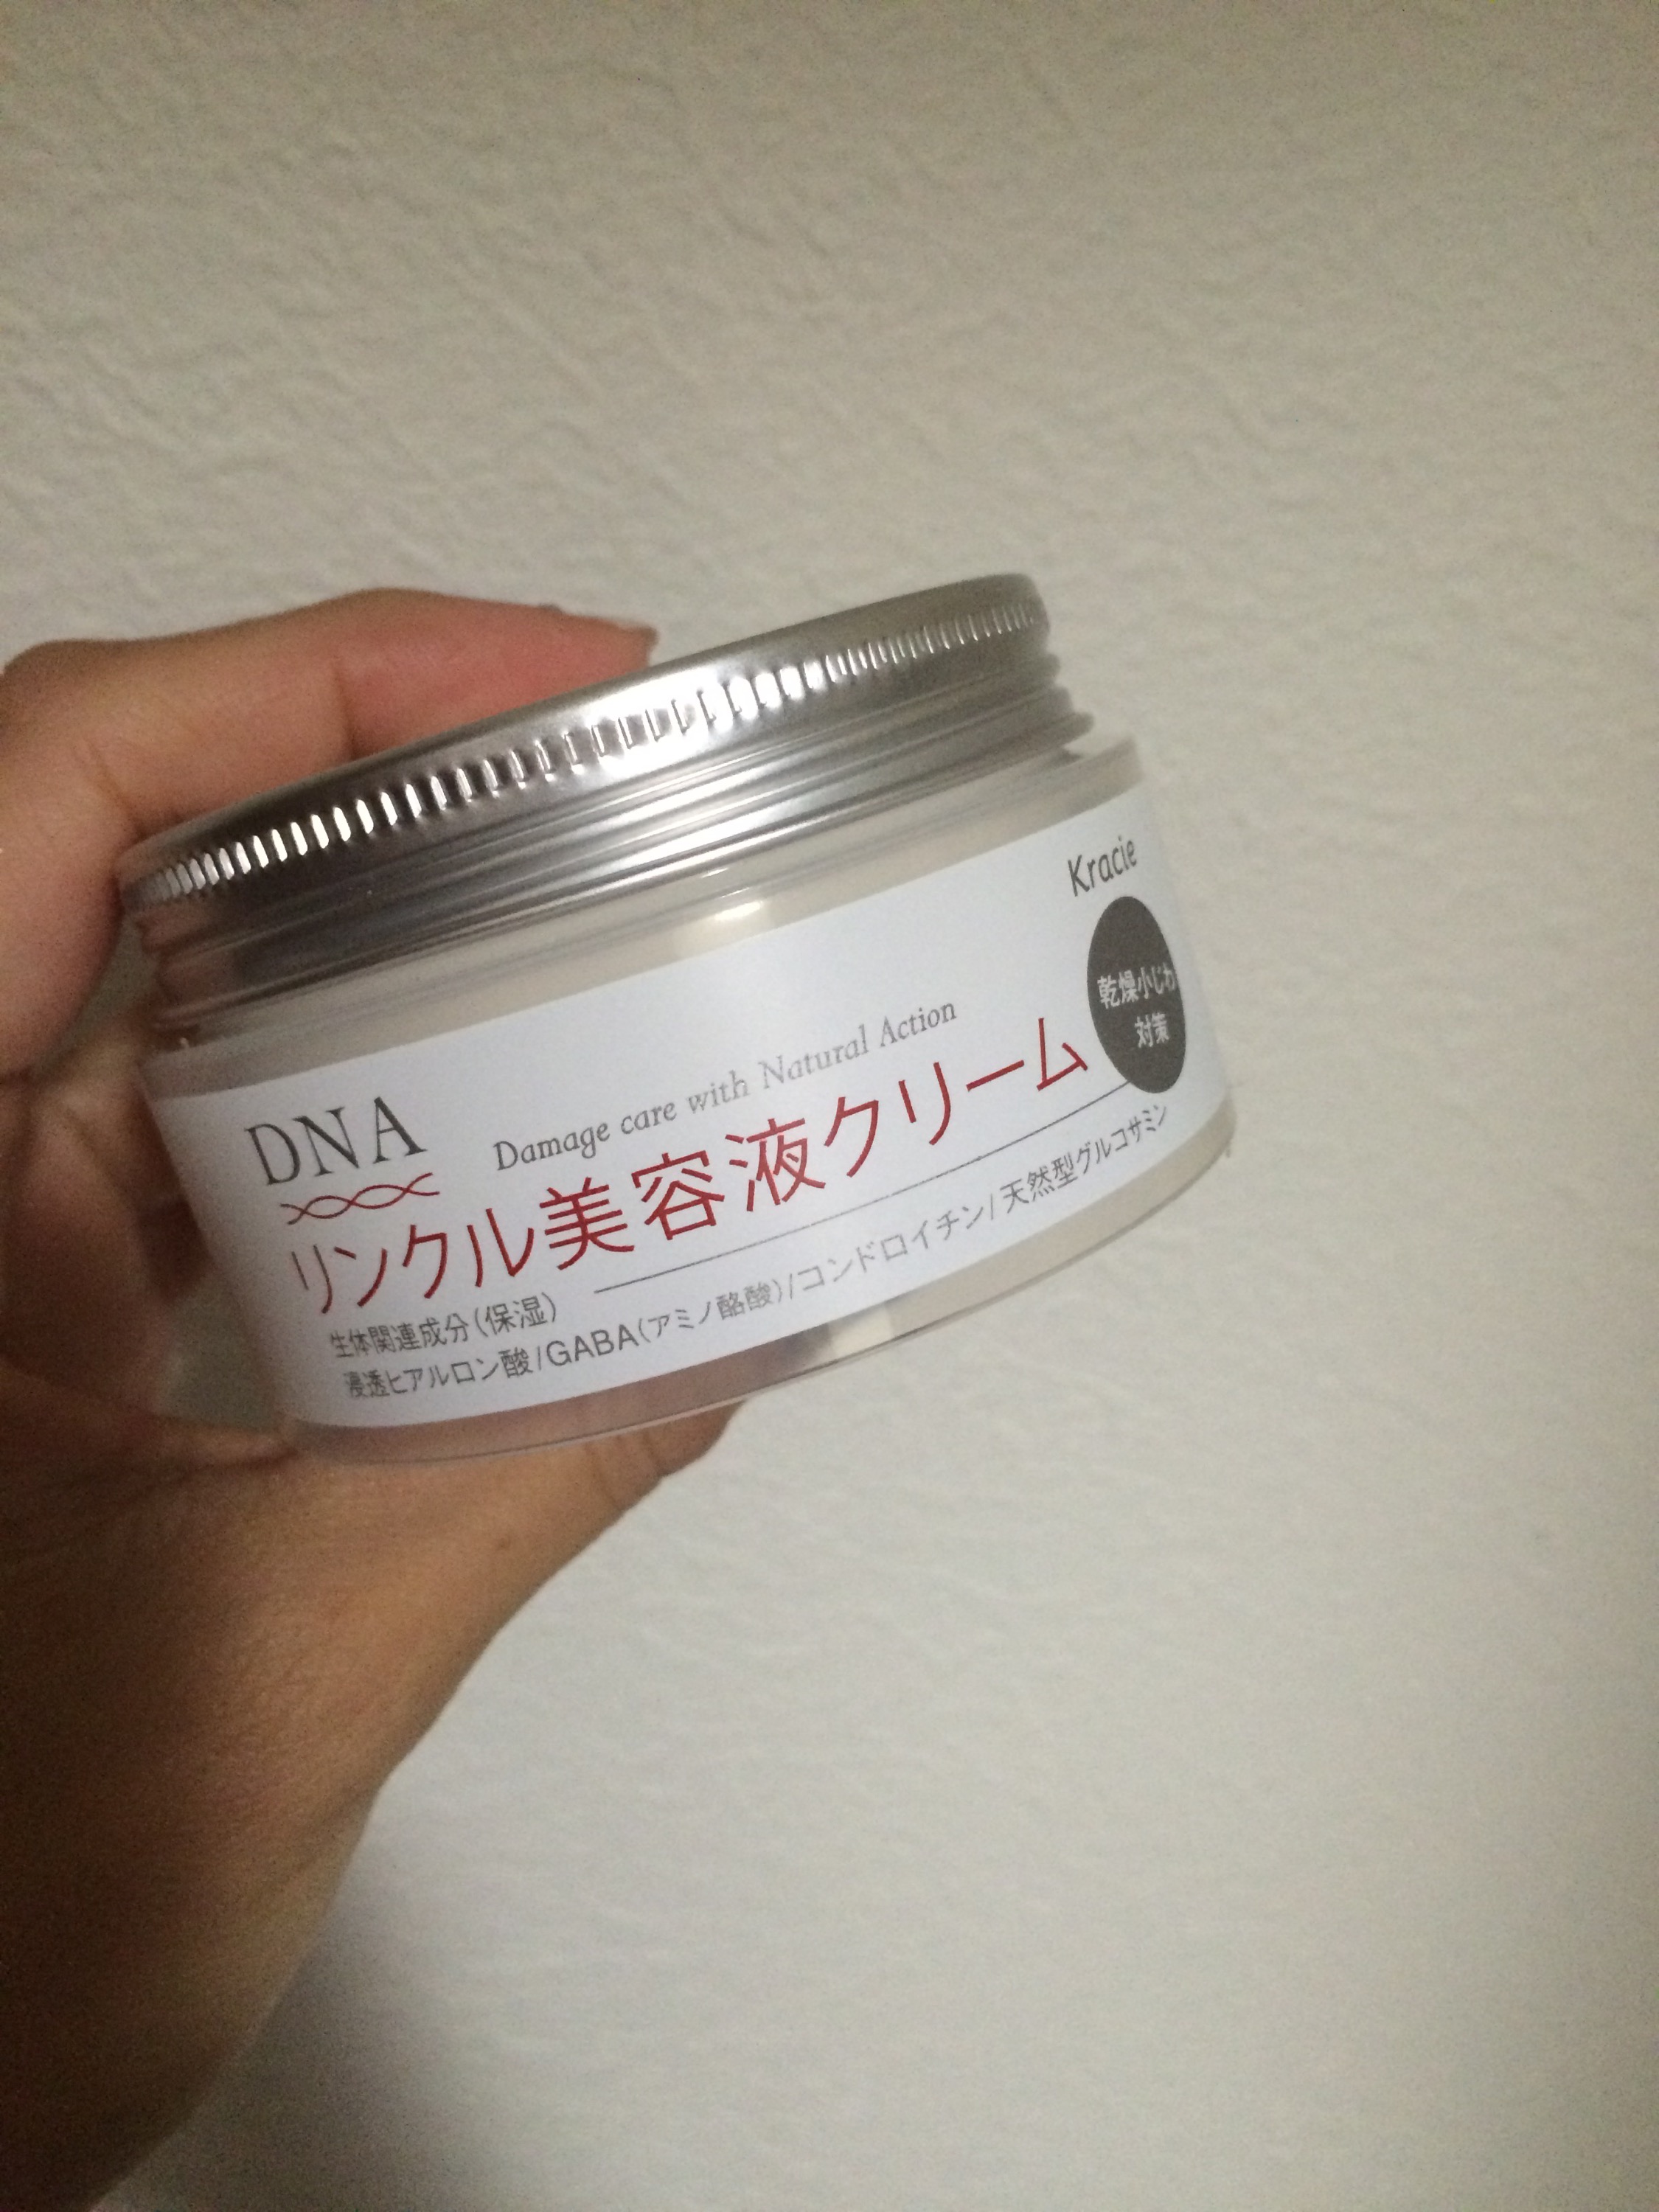 Kracie
乾燥小じわ
対策
DNA
Damage care with Natural Action
リンクル美容液クリーム
生体関連成分(保湿)
浸透ヒアルロン酸/GABA(アミノ酪酸)/コンドロイチン/天然型グルコサミン